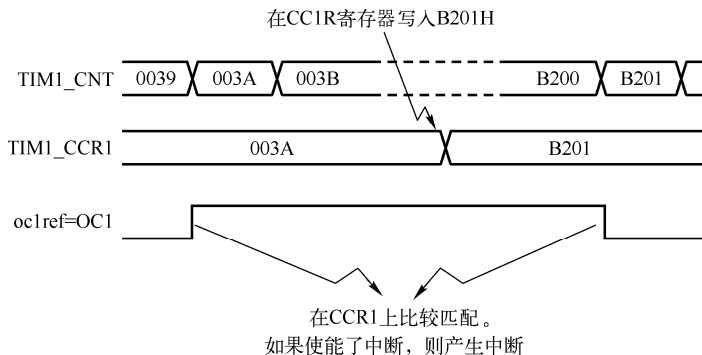 在CC1R寄存器写入B201H
TIM1_CNT 0039 003A 003B B200 B201
TIM1_CCR1 003A B201
oc1ref=OC1
在CCR1上比较匹配。
如果使能了中断，则产生中断